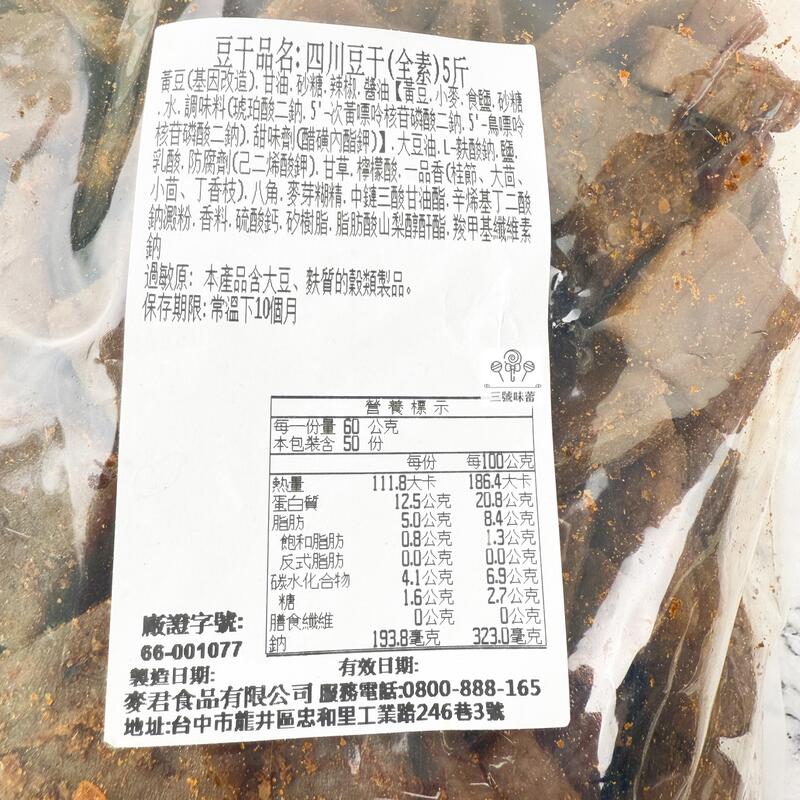 豆干品名:四川豆干(全素)5斤
黃豆(基因改造).甘油.砂糖.辣椒.醬油【黃豆.小麥.食鹽.砂糖
.水.調味料(琥珀酸二鈉.5'-次黃嘌呤核苷磷酸二鈉.5'-鳥嘌呤
核苷磷酸二鈉).甜味劑(醋磺內酯鉀)】.大豆油.L-麩酸鈉.鹽.
乳酸.防腐劑(己二烯酸鉀).甘草.檸檬酸.一品香(桂節、大茴、
小茴、丁香枝).八角.麥芽糊精.中鏈三酸甘油酯.辛烯基丁二酸
鈉澱粉.香料.硫酸鈣.矽樹脂.脂肪酸山梨醇酐酯.羧甲基纖維素
鈉
過敏原: 本產品含大豆、麩質的穀類製品。
保存期限:常溫下10個月
三號味蕾
營養標示
每一份量 60 公克
本包裝含 50 份
每份 每100公克
熱量 111.8大卡 186.4大卡
蛋白質 12.5公克 20.8公克
脂肪 5.0公克 8.4公克
飽和脂肪 0.8公克 1.3公克
反式脂肪 0.0公克 0.0公克
碳水化合物 4.1公克 6.9公克
糖 1.6公克 2.7公克
膳食纖維 0公克 0公克
鈉 193.8毫克 323.0毫克
廠證字號:
66-001077
製造日期: 有效日期:
麥君食品有限公司 服務電話:0800-888-165
地址:台中市龍井區忠和里工業路246巷3號